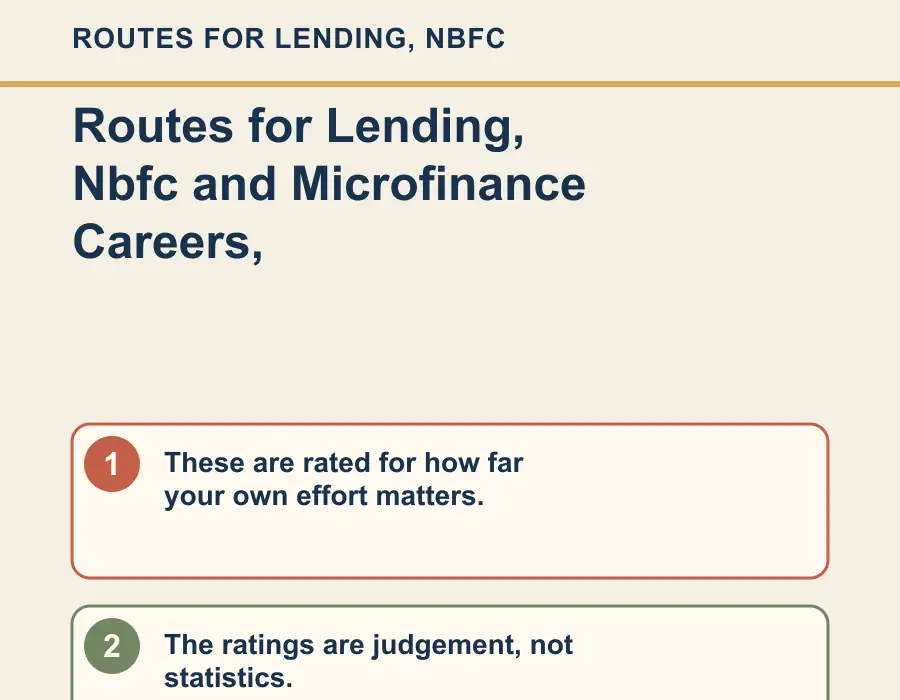 ROUTES FOR LENDING, NBFC
Routes for Lending,
Nbfc and Microfinance
Careers,
1
These are rated for how far
your own effort matters.
2
The ratings are judgement, not
statistics.